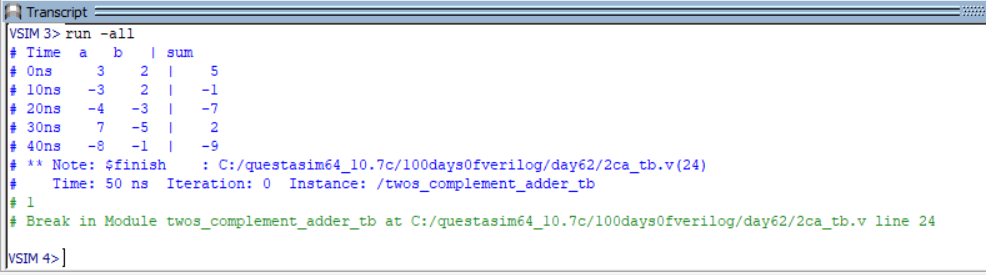 Transcript
VSIM 3> run -all
# Time  a   b   | sum
# 0ns     3    2  |    5
# 10ns   -3    2  |   -1
# 20ns   -4   -3  |   -7
# 30ns    7   -5  |    2
# 40ns   -8   -1  |   -9
# ** Note: $finish    : C:/questasim64_10.7c/100days0fverilog/day62/2ca_tb.v(24)
#    Time: 50 ns  Iteration: 0  Instance: /twos_complement_adder_tb
# 1
# Break in Module twos_complement_adder_tb at C:/questasim64_10.7c/100days0fverilog/day62/2ca_tb.v line 24
VSIM 4>